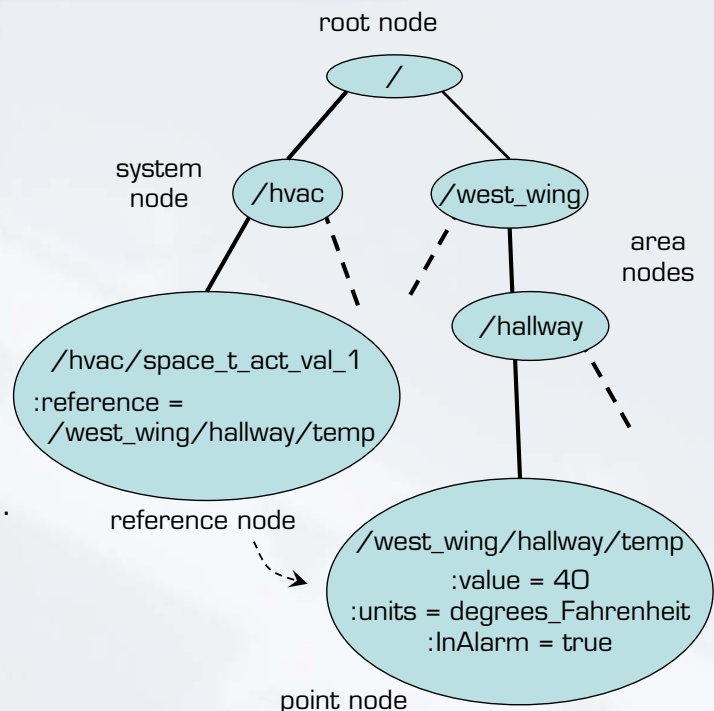 root node
/
system
node
/hvac
/west_wing
area
nodes
/hallway
/hvac/space_t_act_val_1
:reference =
/west_wing/hallway/temp
.
reference node
/west_wing/hallway/temp
:value = 40
:units = degrees_Fahrenheit
:InAlarm = true
point node